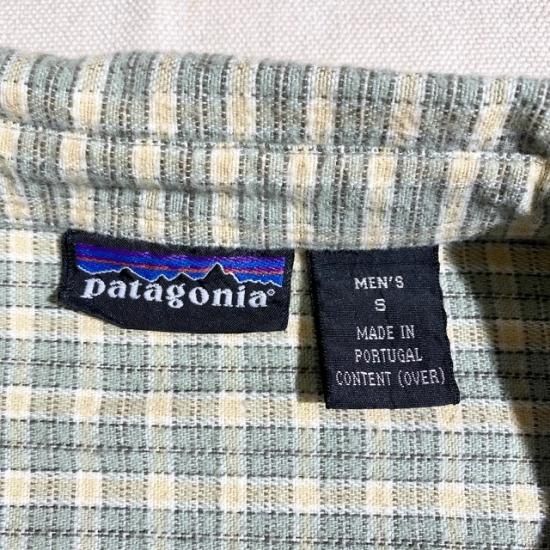 patagonia®
MEN'S
S
MADE IN
PORTUGAL
CONTENT (OVER)